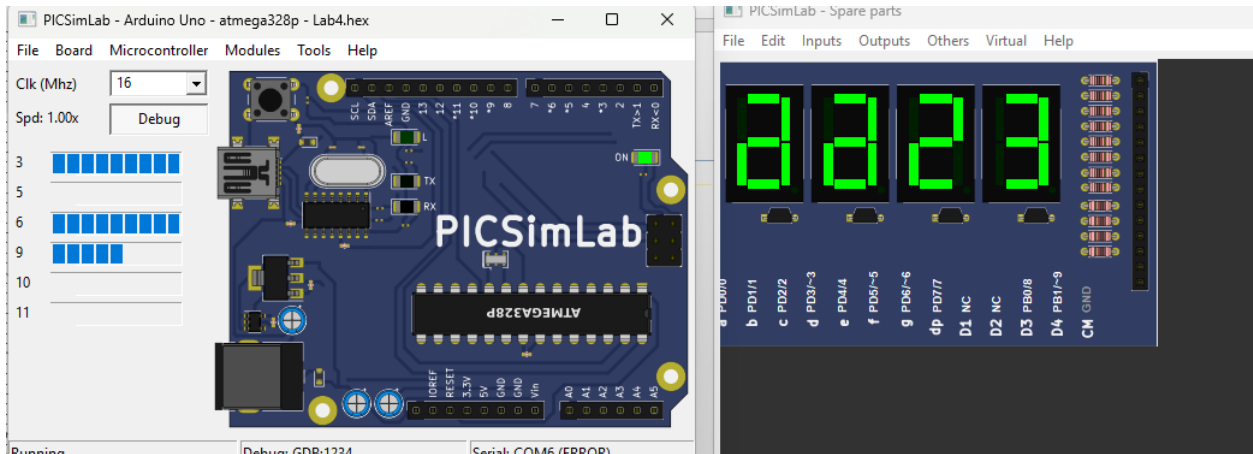 PICSimLab - Arduino Uno - atmega328p - Lab4.hex
File Board Microcontroller Modules Tools Help
Clk (Mhz) 16
Spd: 1.00x Debug
3
5
6
9
10
11
SCL
SDA
AREF
GND
13
12
*11
*10
*9
8
7
*6
*5
4
*3
2
TX>1
RX<0
L
ON
TX
RX
PICSimLab
ATMEGA328P
IOREF
RESET
3.3V
5V
GND
GND
Vin
A0
A1
A2
A3
A4
A5
Running
Debug: GDB:1234
Serial: COM6 (ERROR)
PICSimLab - Spare parts
File Edit Inputs Outputs Others Virtual Help
a PD0/0
b PD1/1
c PD2/2
d PD3/~3
e PD4/4
f PD5/~5
g PD6/~6
dp PD7/7
D1 NC
D2 NC
D3 PB0/8
D4 PB1/~9
CM GND